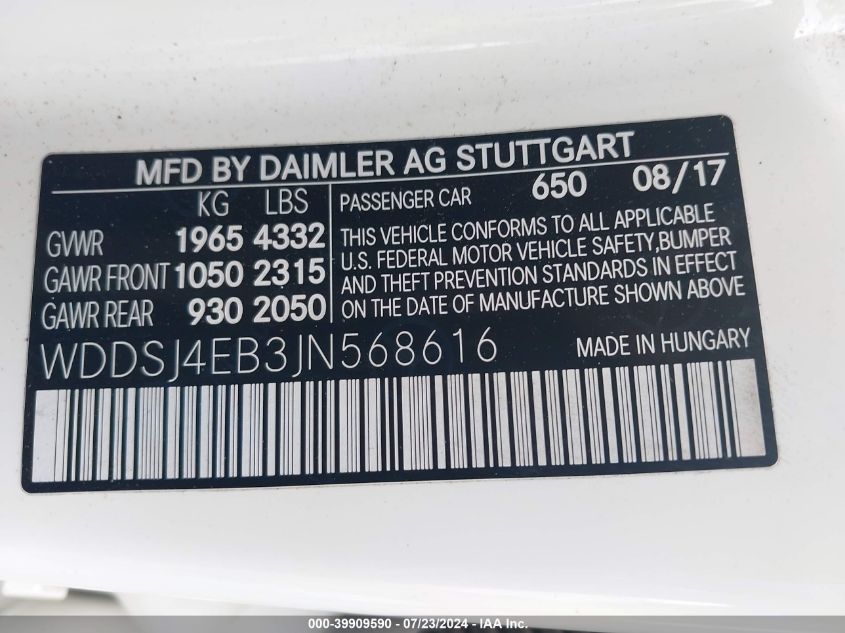 MFD BY DAIMLER AG STUTTGART
KG LBS
GVWR 1965 4332
GAWR FRONT 1050 2315
GAWR REAR 930 2050
PASSENGER CAR 650 08/17
THIS VEHICLE CONFORMS TO ALL APPLICABLE
U.S. FEDERAL MOTOR VEHICLE SAFETY,BUMPER
AND THEFT PREVENTION STANDARDS IN EFFECT
ON THE DATE OF MANUFACTURE SHOWN ABOVE
WDDSJ4EB3JN568616 MADE IN HUNGARY
000-39909590 - 07/23/2024 - IAA Inc.